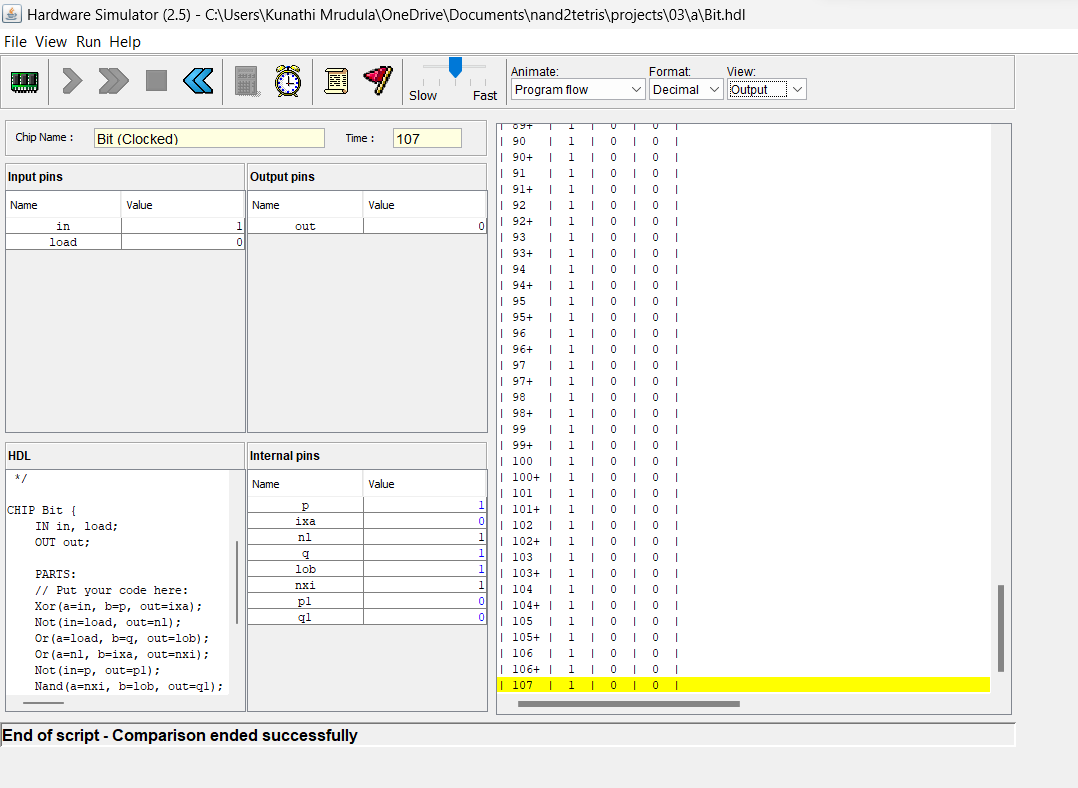 Hardware Simulator (2.5) - C:\Users\Kunathi Mrudula\OneDrive\Documents\nand2tetris\projects\03\a\Bit.hdl
File View Run Help
Slow Fast
Animate:
Program flow
Format:
Decimal
View:
Output
Chip Name :
Bit (Clocked)
Time :
107
Input pins
Name Value
in 1
load 0
Output pins
Name Value
out 0
HDL
*/
CHIP Bit {
IN in, load;
OUT out;
PARTS:
// Put your code here:
Xor(a=in, b=p, out=ixa);
Not(in=load, out=nl);
Or(a=load, b=q, out=lob);
Or(a=nl, b=ixa, out=nxi);
Not(in=p, out=pl);
Nand(a=nxi, b=lob, out=ql);
Internal pins
Name Value
p 1
ixa 0
nl 1
q 1
lob 1
nxi 1
pl 0
ql 0
| 89+ | 1 | 0 | 0 |
| 90 | 1 | 0 | 0 |
| 90+ | 1 | 0 | 0 |
| 91 | 1 | 0 | 0 |
| 91+ | 1 | 0 | 0 |
| 92 | 1 | 0 | 0 |
| 92+ | 1 | 0 | 0 |
| 93 | 1 | 0 | 0 |
| 93+ | 1 | 0 | 0 |
| 94 | 1 | 0 | 0 |
| 94+ | 1 | 0 | 0 |
| 95 | 1 | 0 | 0 |
| 95+ | 1 | 0 | 0 |
| 96 | 1 | 0 | 0 |
| 96+ | 1 | 0 | 0 |
| 97 | 1 | 0 | 0 |
| 97+ | 1 | 0 | 0 |
| 98 | 1 | 0 | 0 |
| 98+ | 1 | 0 | 0 |
| 99 | 1 | 0 | 0 |
| 99+ | 1 | 0 | 0 |
| 100 | 1 | 0 | 0 |
| 100+ | 1 | 0 | 0 |
| 101 | 1 | 0 | 0 |
| 101+ | 1 | 0 | 0 |
| 102 | 1 | 0 | 0 |
| 102+ | 1 | 0 | 0 |
| 103 | 1 | 0 | 0 |
| 103+ | 1 | 0 | 0 |
| 104 | 1 | 0 | 0 |
| 104+ | 1 | 0 | 0 |
| 105 | 1 | 0 | 0 |
| 105+ | 1 | 0 | 0 |
| 106 | 1 | 0 | 0 |
| 106+ | 1 | 0 | 0 |
| 107 | 1 | 0 | 0 |
End of script - Comparison ended successfully